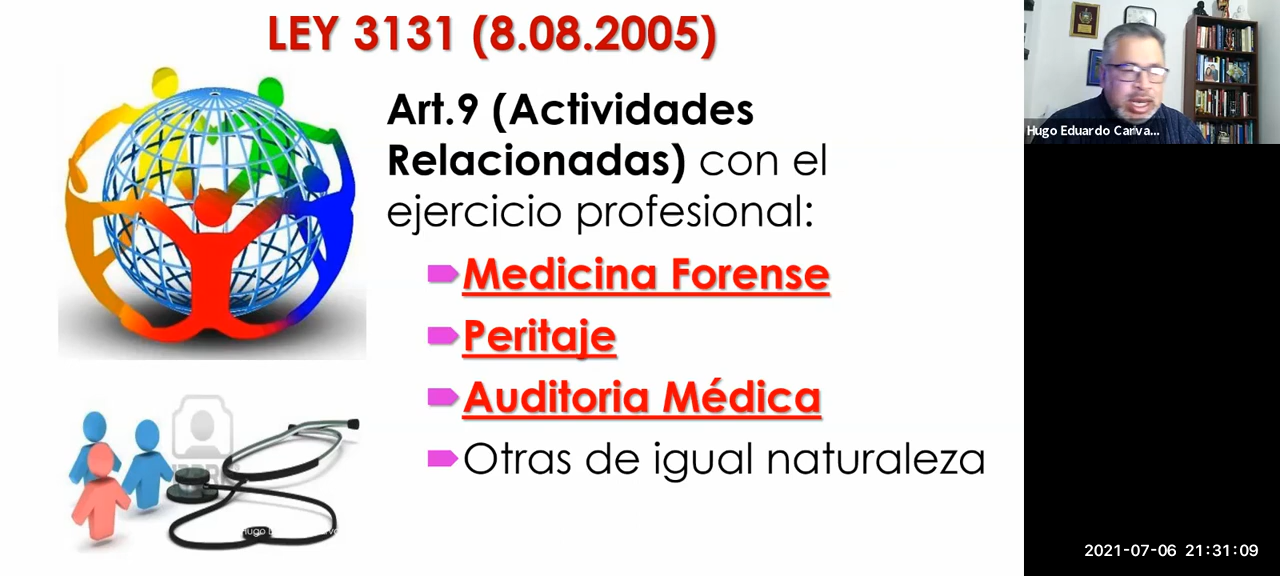 LEY 3131 (8.08.2005)
Art.9 (Actividades
Relacionadas) con el
ejercicio profesional:
Medicina Forense
Peritaje
Auditoria Médica
Otras de igual naturaleza
Hugo Eduardo Carva...
2021-07-06 21:31:09